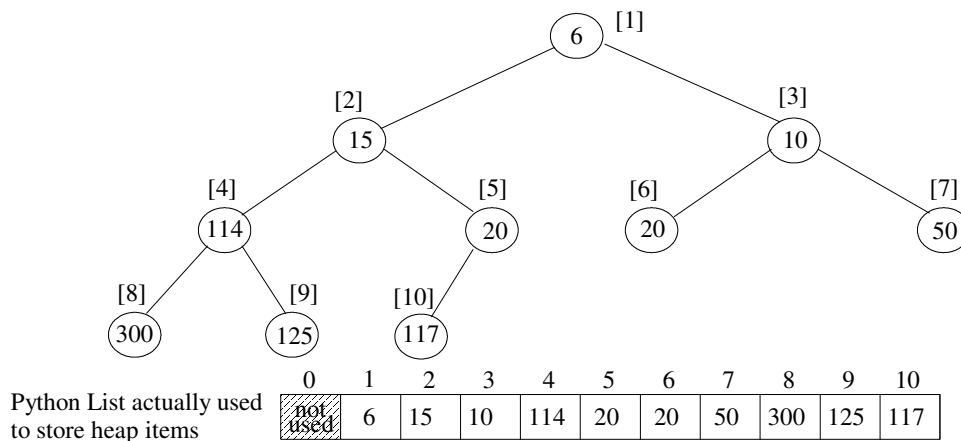 6 [1]
[2] [3]
15 10
[4] [5] [6] [7]
114 20 20 50
[8] [9] [10]
300 125 117
0 1 2 3 4 5 6 7 8 9 10
Python List actually used
to store heap items
not
used
6 15 10 114 20 20 50 300 125 117